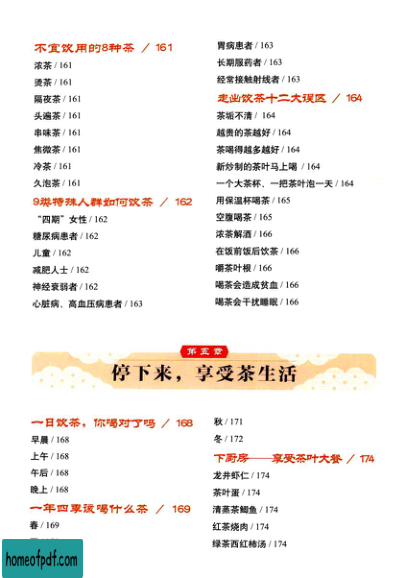 不宜饮用的8种茶 / 161
浓茶 / 161
烫茶 / 161
隔夜茶 / 161
头遍茶 / 161
串味茶 / 161
焦微茶 / 161
冷茶 / 161
久泡茶 / 161
9类特殊人群如何饮茶 / 162
“四期”女性 / 162
糖尿病患者 / 162
儿童 / 162
减肥人士 / 162
神经衰弱者 / 162
心脏病、高血压病患者 / 163
胃病患者 / 163
长期服药者 / 163
经常接触射线者 / 163
走出饮茶十二大误区 / 164
茶垢不清 / 164
越贵的茶越好 / 164
茶喝得越多越好 / 164
新炒制的茶叶马上喝 / 164
一个大茶杯、一把茶叶泡一天 / 164
用保温杯喝茶 / 165
空腹喝茶 / 165
浓茶解酒 / 166
在饭前饭后饮茶 / 166
嚼茶叶根 / 166
喝茶会造成贫血 / 166
喝茶会干扰睡眠 / 166
第五章
停下来，享受茶生活
一日饮茶，你喝对了吗 / 168
早晨 / 168
上午 / 168
午后 / 168
晚上 / 168
一年四季该喝什么茶 / 169
春 / 169
秋 / 171
冬 / 172
下厨房——享受茶叶大餐 / 174
龙井虾仁 / 174
茶叶蛋 / 174
清蒸茶鲫鱼 / 174
红茶烧肉 / 174
绿茶西红柿汤 / 174
homeofpdf.com